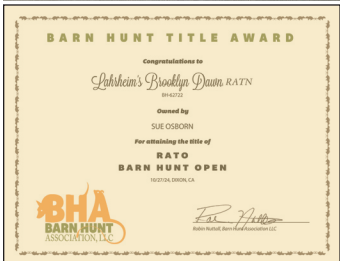 BARN HUNT TITLE AWARD
Congratulations to
Lahrheim's Brooklyn Dawn RATN
BH-62722
Owned by
SUE OSBORN
For attaining the title of
RATO
BARN HUNT OPEN
10/27/24, DIXON, CA
BHA
BARN HUNT
ASSOCIATION, LLC
Robin Nuttall, Barn Hunt Association LLC